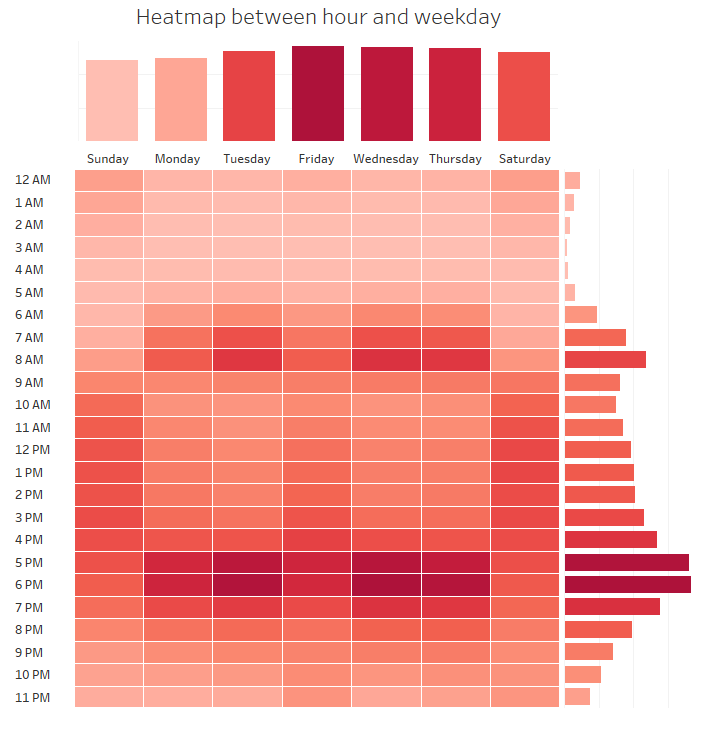 Heatmap between hour and weekday
Sunday Monday Tuesday Friday Wednesday Thursday Saturday
12 AM
1 AM
2 AM
3 AM
4 AM
5 AM
6 AM
7 AM
8 AM
9 AM
10 AM
11 AM
12 PM
1 PM
2 PM
3 PM
4 PM
5 PM
6 PM
7 PM
8 PM
9 PM
10 PM
11 PM